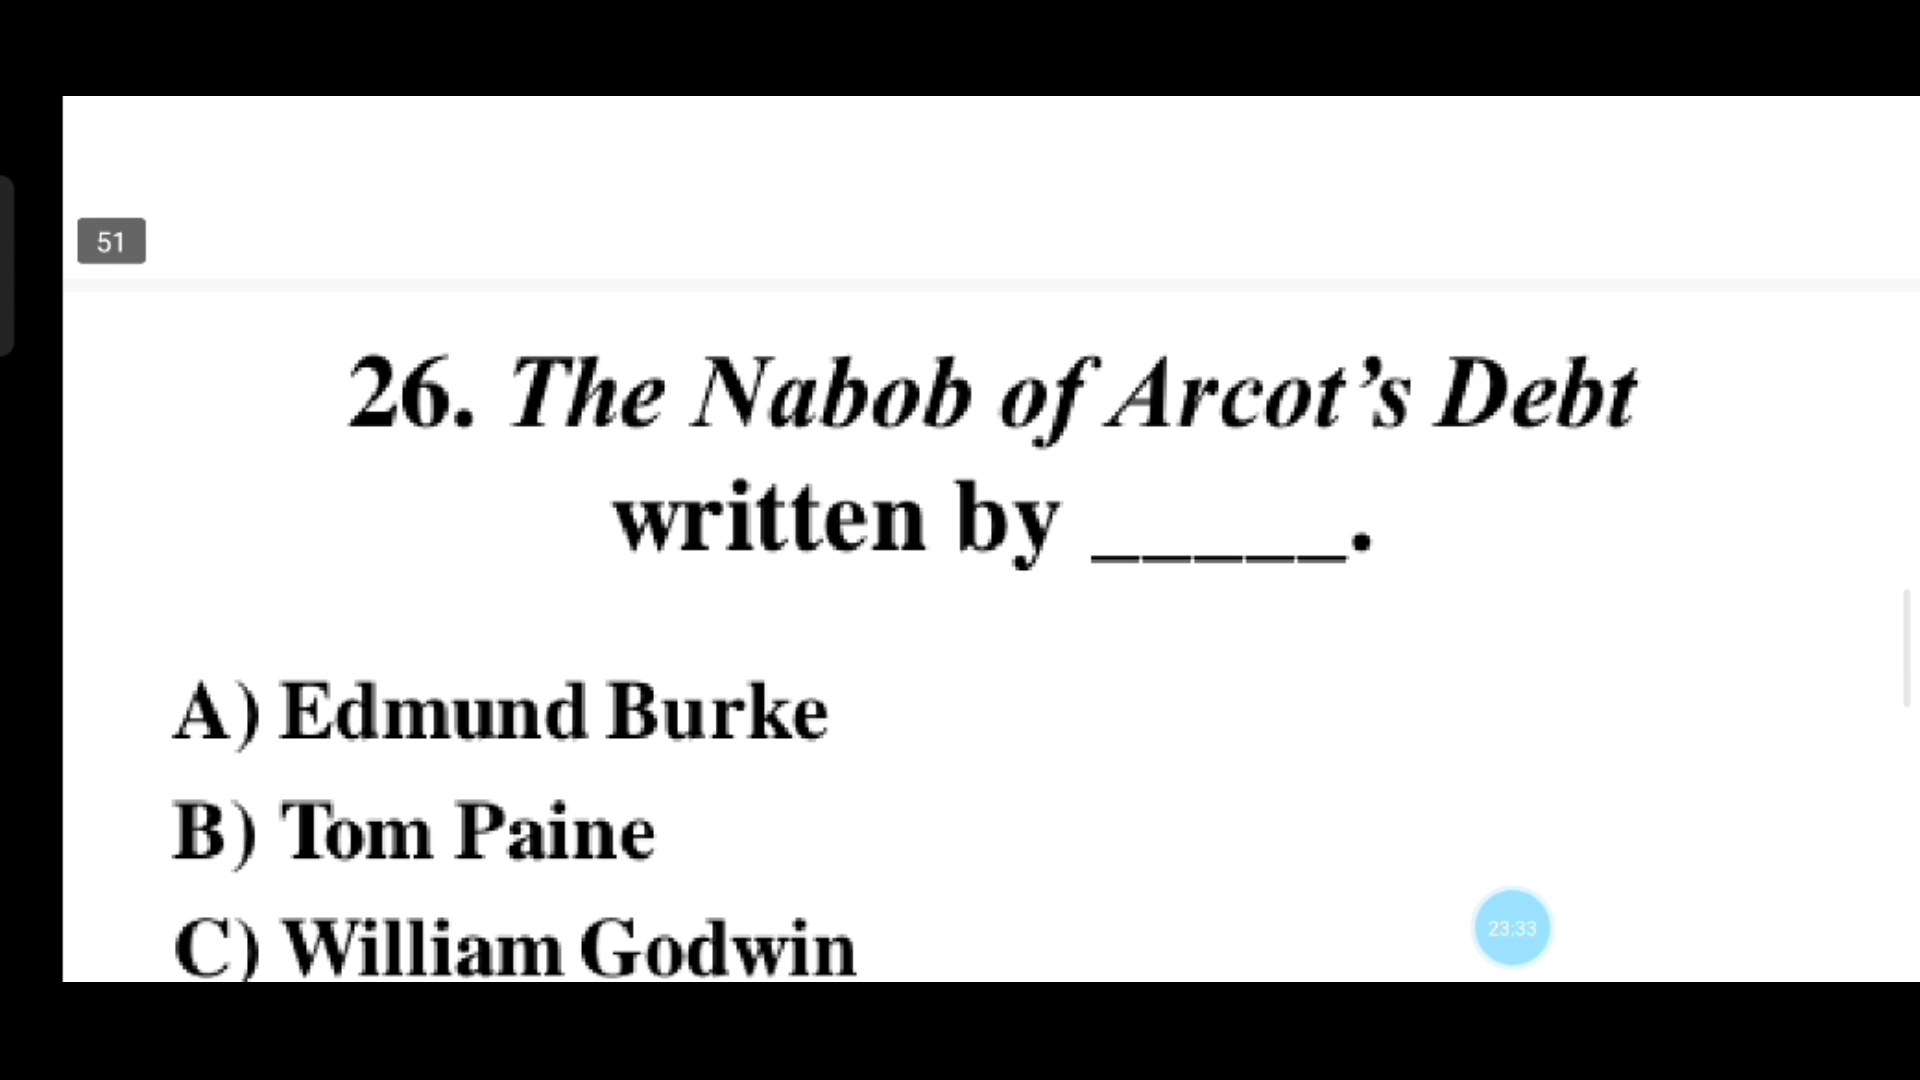 51
26. The Nabob of Arcot’s Debt
written by _____.
A) Edmund Burke
B) Tom Paine
C) William Godwin
23:33